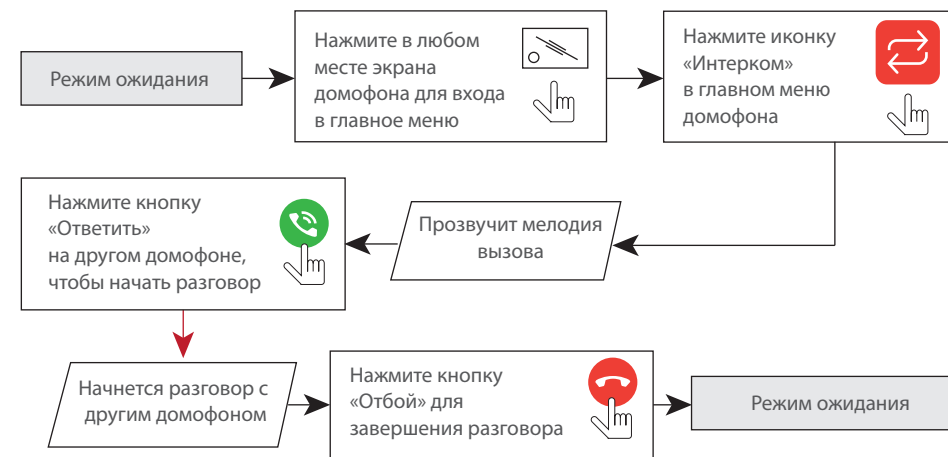 Режим ожидания
Нажмите в любом
месте экрана
домофона для входа
в главное меню
Нажмите иконку
«Интерком»
в главном меню
домофона
Прозвучит мелодия
вызова
Нажмите кнопку
«Ответить»
на другом домофоне,
чтобы начать разговор
Начнется разговор с
другим домофоном
Нажмите кнопку
«Отбой» для
завершения разговора
Режим ожидания